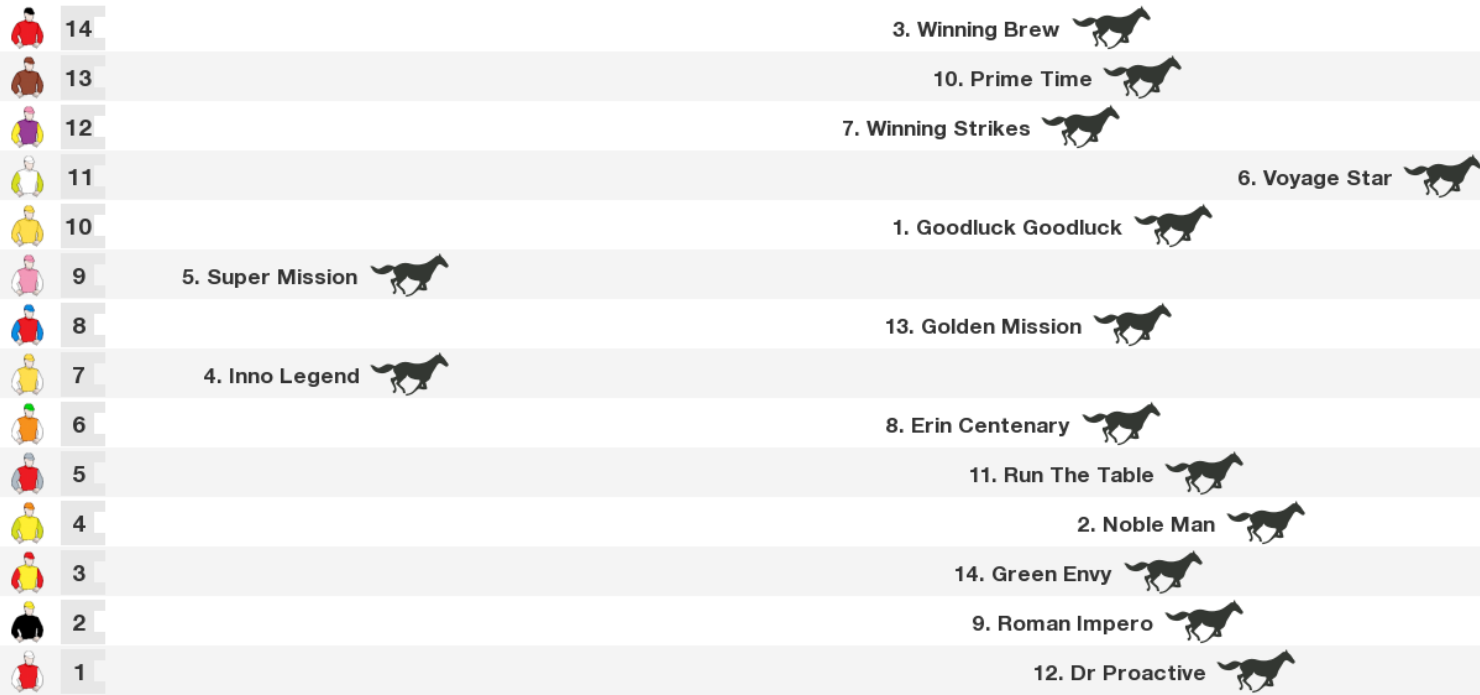 14 3. Winning Brew
13 10. Prime Time
12 7. Winning Strikes
11 6. Voyage Star
10 1. Goodluck Goodluck
9 5. Super Mission
8 13. Golden Mission
7 4. Inno Legend
6 8. Erin Centenary
5 11. Run The Table
4 2. Noble Man
3 14. Green Envy
2 9. Roman Impero
1 12. Dr Proactive